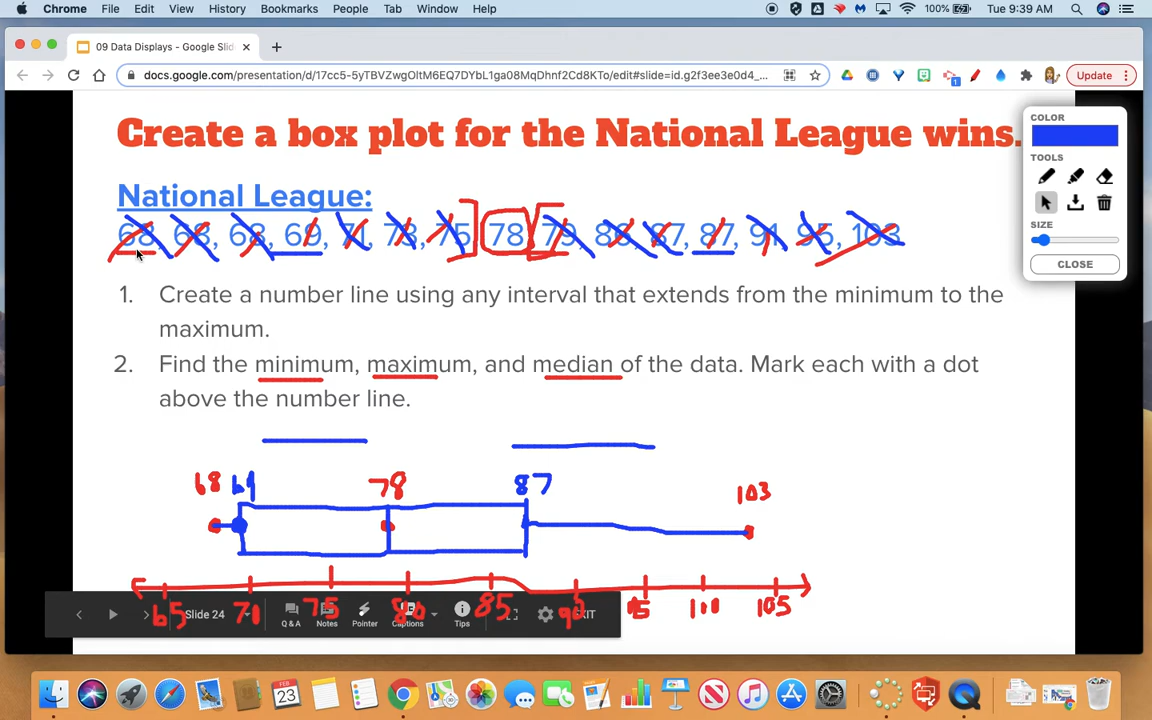 Chrome File Edit View History Bookmarks People Tab Window Help 100% Tue 9:39 AM
09 Data Displays - Google Slid
docs.google.com/presentation/d/17cc5-5yTBVZwgOltM6EQ7DYbL1ga08MqDhnf2Cd8KTo/edit#slide=id.g2f3ee3e0d4_... Update
Create a box plot for the National League wins.
COLOR
TOOLS
SIZE
CLOSE
National League:
68, 68, 68, 69, 71, 73, 75, 78, 79, 86, 87, 87, 91, 95, 103
1. Create a number line using any interval that extends from the minimum to the
maximum.
2. Find the minimum, maximum, and median of the data. Mark each with a dot
above the number line.
68 69 78 87 103
65 70 75 80 85 95 110 105
Slide 24 Q & A Notes Pointer Captions Tips EXIT
FEB
23